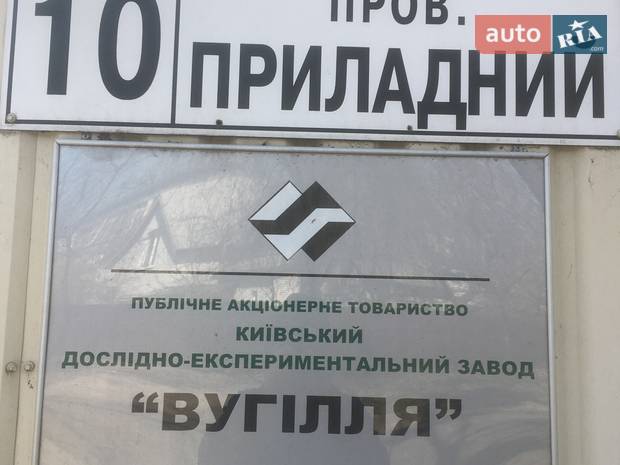 10
ПРОВ.
ПРИЛАДНИЙ
auto RIA.com
ПУБЛІЧНЕ АКЦІОНЕРНЕ ТОВАРИСТВО
КИЇВСЬКИЙ
ДОСЛІДНО-ЕКСПЕРИМЕНТАЛЬНИЙ ЗАВОД
“ВУГІЛЛЯ”